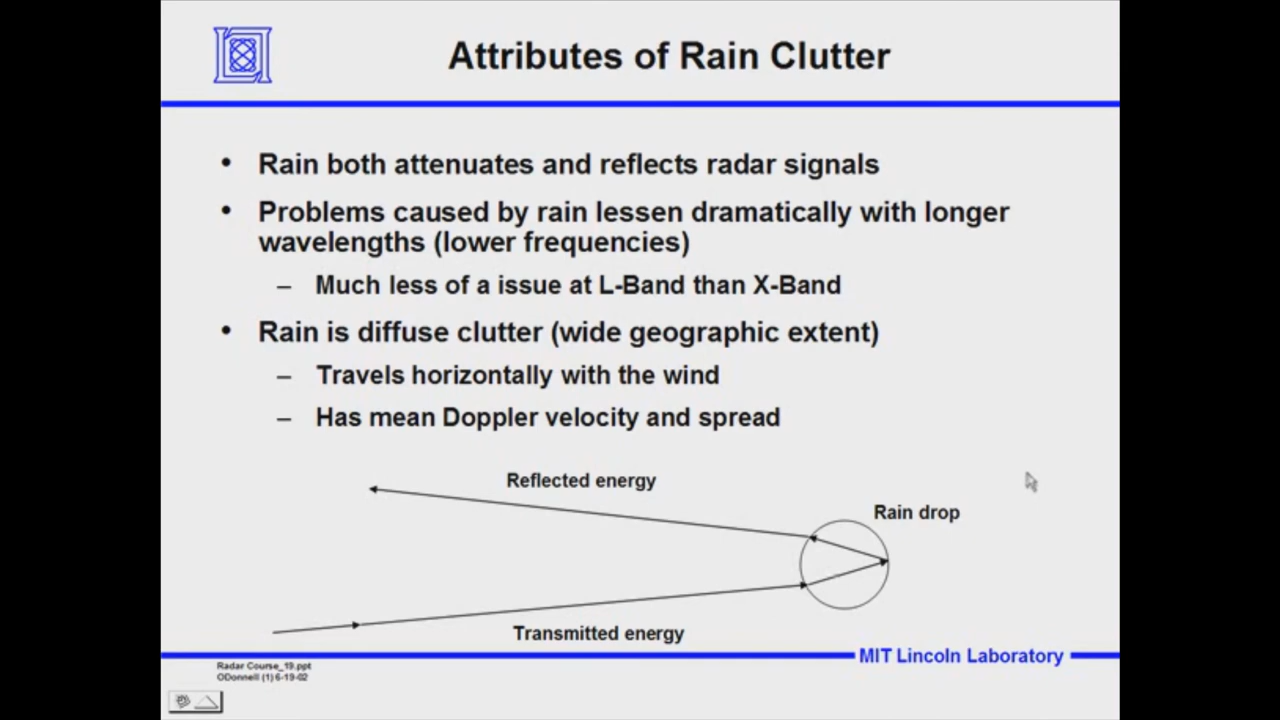 Attributes of Rain Clutter
• Rain both attenuates and reflects radar signals
• Problems caused by rain lessen dramatically with longer
wavengths (lower frequencies)
– Much less of a issue at L-Band than X-Band
• Rain is diffuse clutter (wide geographic extent)
– Travels horizontally with the wind
– Has mean Doppler velocity and spread
Reflected energy
Rain drop
Transmitted energy
MIT Lincoln Laboratory
Radar Course_19.ppt
ODonnell (1) 6-19-02